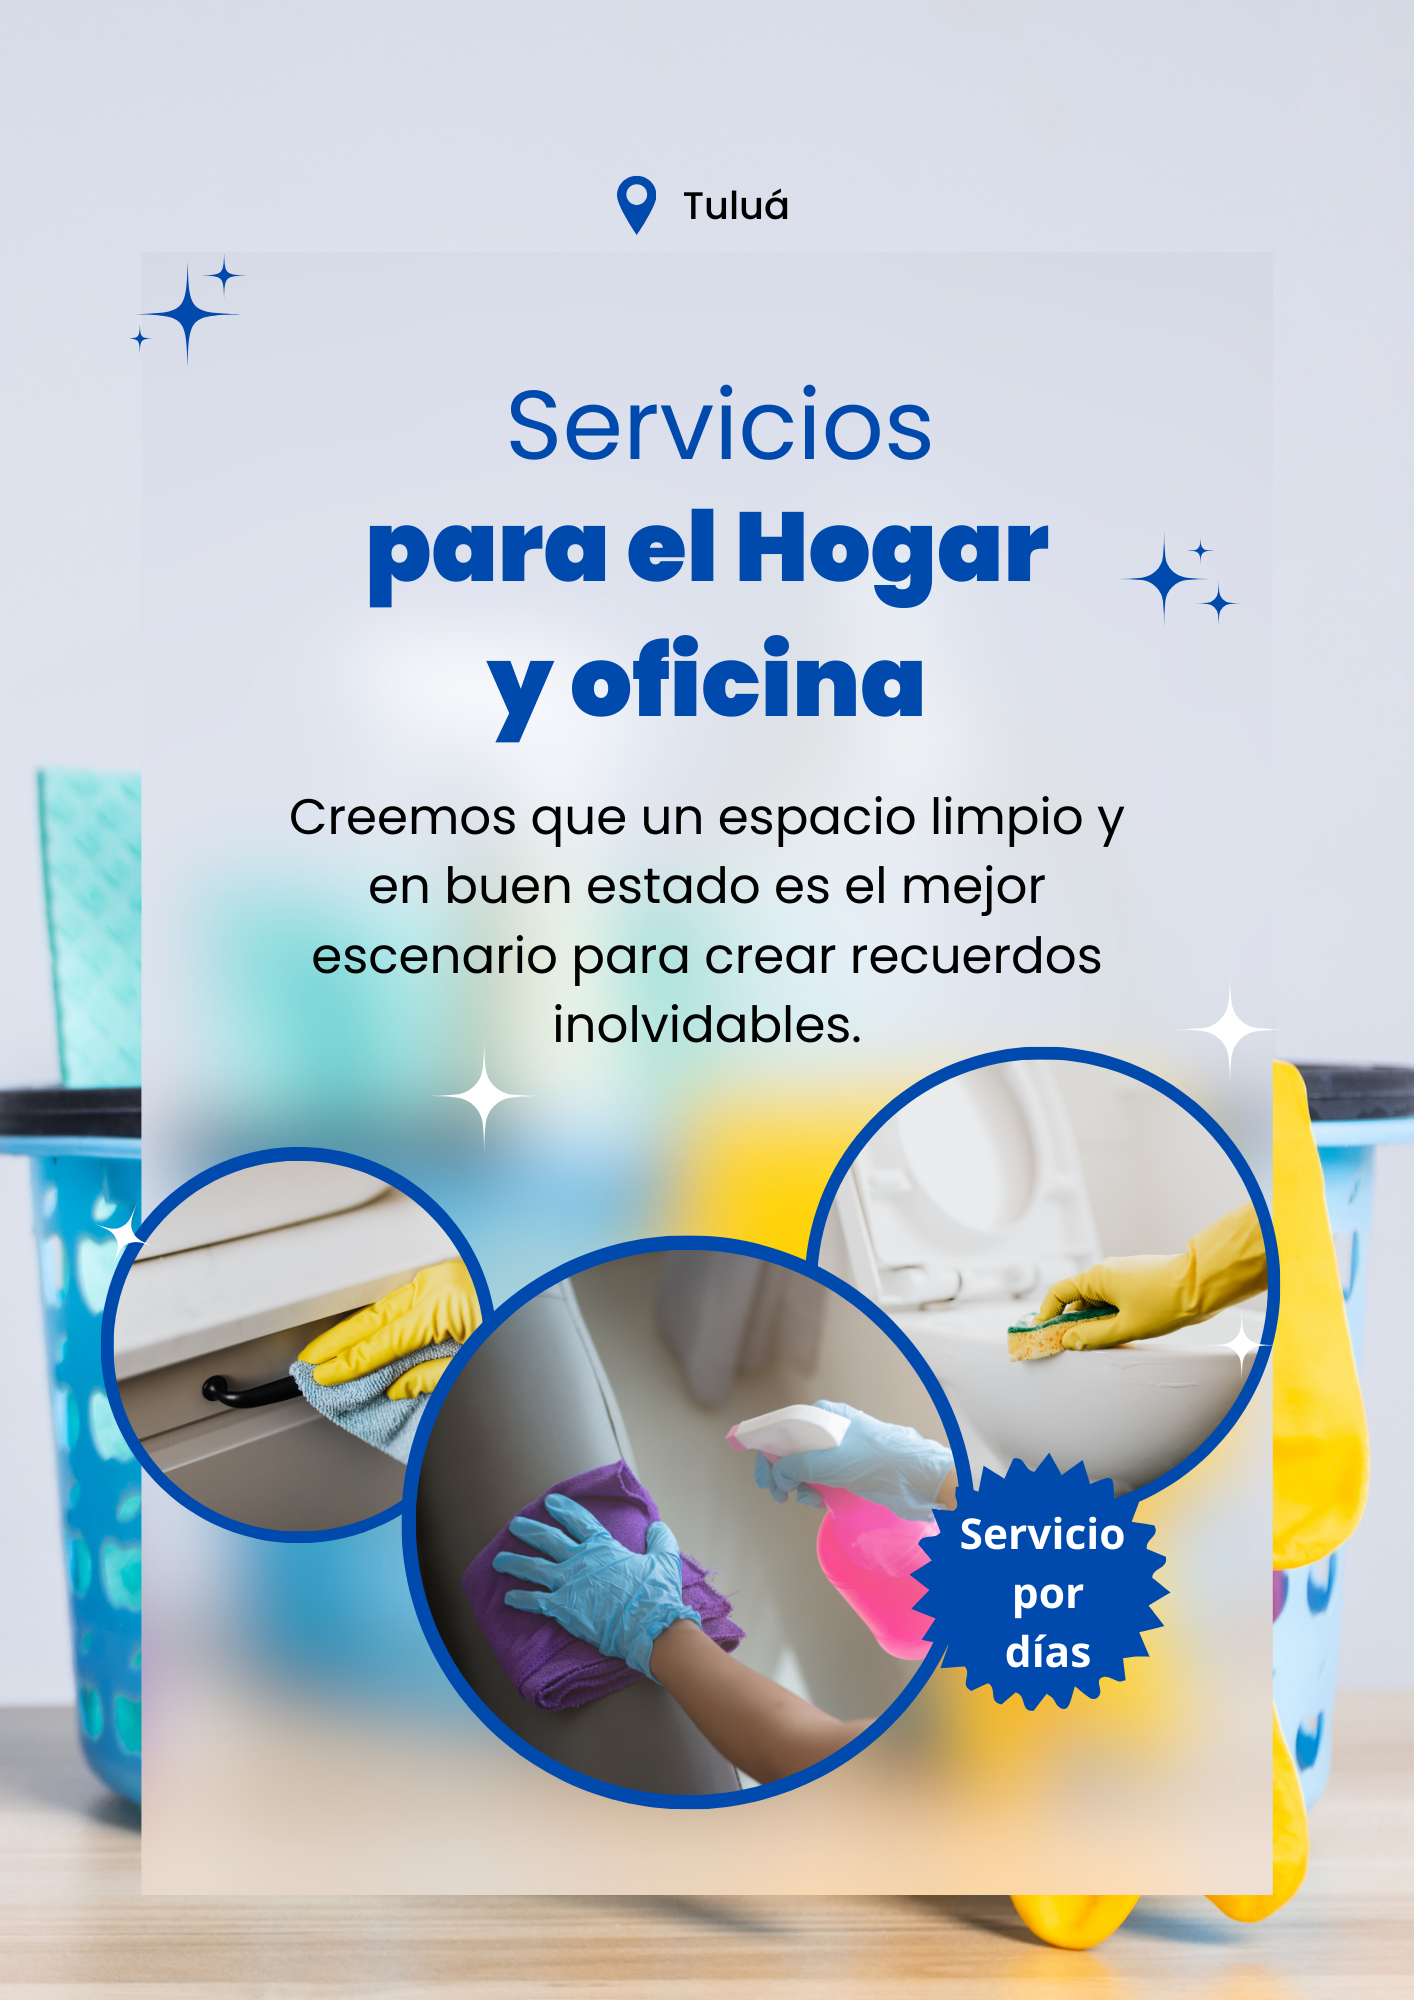 Tuluá
Servicios
para el Hogar
y oficina
Creemos que un espacio limpio y
en buen estado es el mejor
escenario para crear recuerdos
inolvidables.
Servicio
por
días